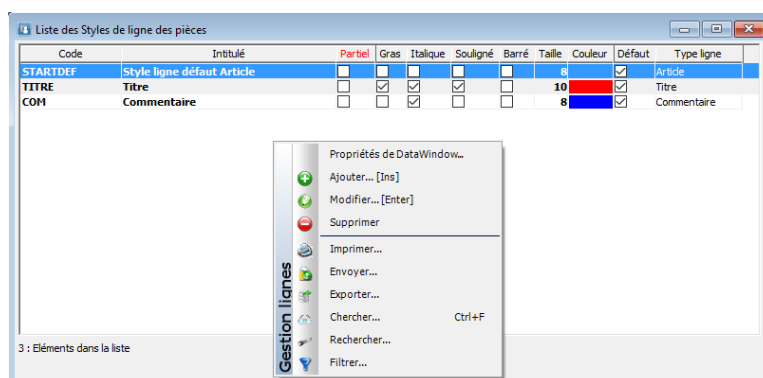 Liste des Styles de ligne des pièces
Code Intitulé Partiel Gras Italique Souligné Barré Taille Couleur Défaut Type ligne
STARTDEF Style ligne défaut Article 8 Article
TITRE Titre 10 Titre
COM Commentaire 8 Commentaire
Propriétés de DataWindow...
Ajouter... [Ins]
Modifier... [Enter]
Supprimer
Imprimer...
Envoyer...
Exporter...
Chercher... Ctrl+F
Rechercher...
Filtrer...
Gestion lignes
3 : Eléments dans la liste